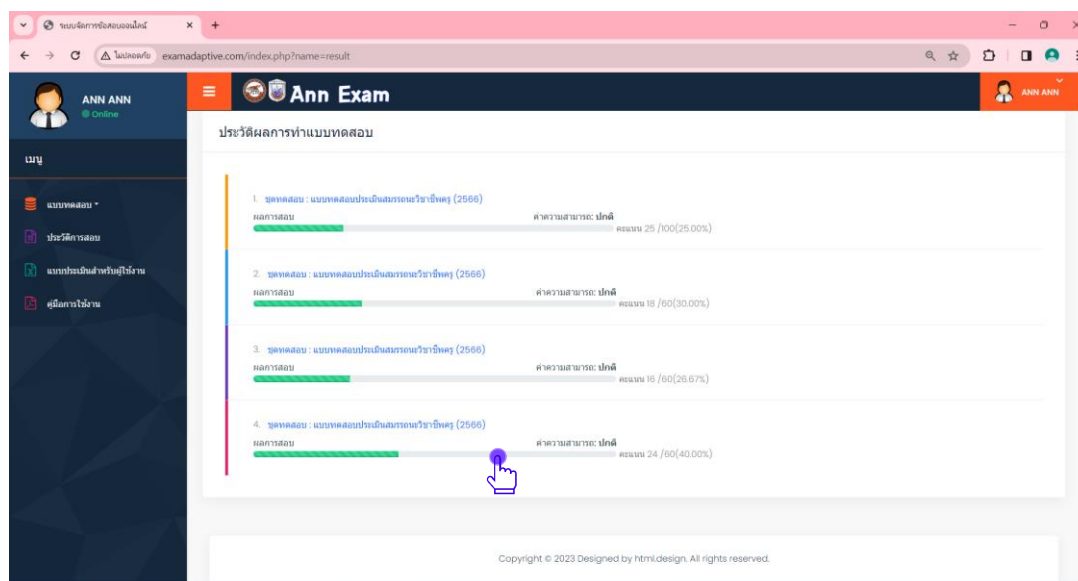 ระบบจัดการข้อสอบออนไลน์
ไม่ปลอดภัย examadaptive.com/index.php?name=result
ANN ANN
Online
Ann Exam
ANN ANN
เมนู
แบบทดสอบ
ประวัติการสอบ
แบบประเมินสำหรับผู้ใช้งาน
คู่มือการใช้งาน
ประวัติผลการทำแบบทดสอบ
1. ชุดทดสอบ : แบบทดสอบประเมินสมรรถนะวิชาชีพครู (2566)
ผลการสอบ ค่าความสามารถ: ปกติ
คะแนน 25 /100(25.00%)
2. ชุดทดสอบ : แบบทดสอบประเมินสมรรถนะวิชาชีพครู (2566)
ผลการสอบ ค่าความสามารถ: ปกติ
คะแนน 18 /60(30.00%)
3. ชุดทดสอบ : แบบทดสอบประเมินสมรรถนะวิชาชีพครู (2566)
ผลการสอบ ค่าความสามารถ: ปกติ
คะแนน 16 /60(26.67%)
4. ชุดทดสอบ : แบบทดสอบประเมินสมรรถนะวิชาชีพครู (2566)
ผลการสอบ ค่าความสามารถ: ปกติ
คะแนน 24 /60(40.00%)
Copyright © 2023 Designed by html.design. All rights reserved.